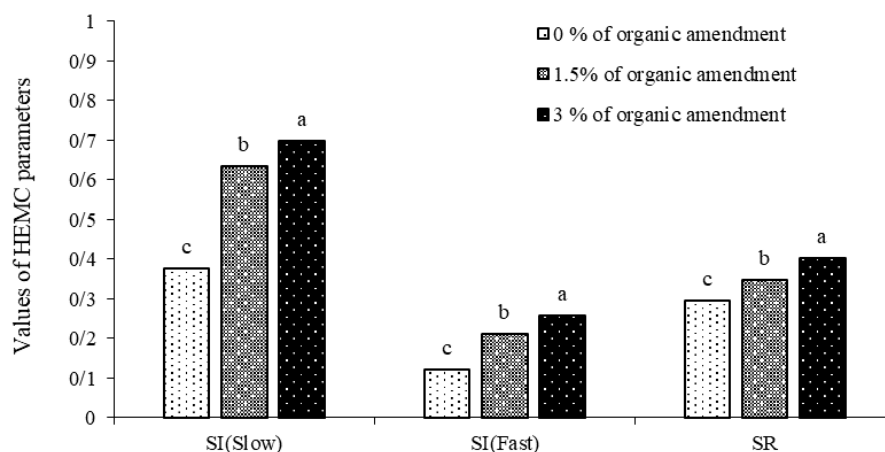 Values of HEMC parameters
1
0/9
0/8
0/7
0/6
0/5
0/4
0/3
0/2
0/1
0
0 % of organic amendment
1.5% of organic amendment
3 % of organic amendment
c
b
a
c
b
a
c
b
a
SI(Slow)
SI(Fast)
SR